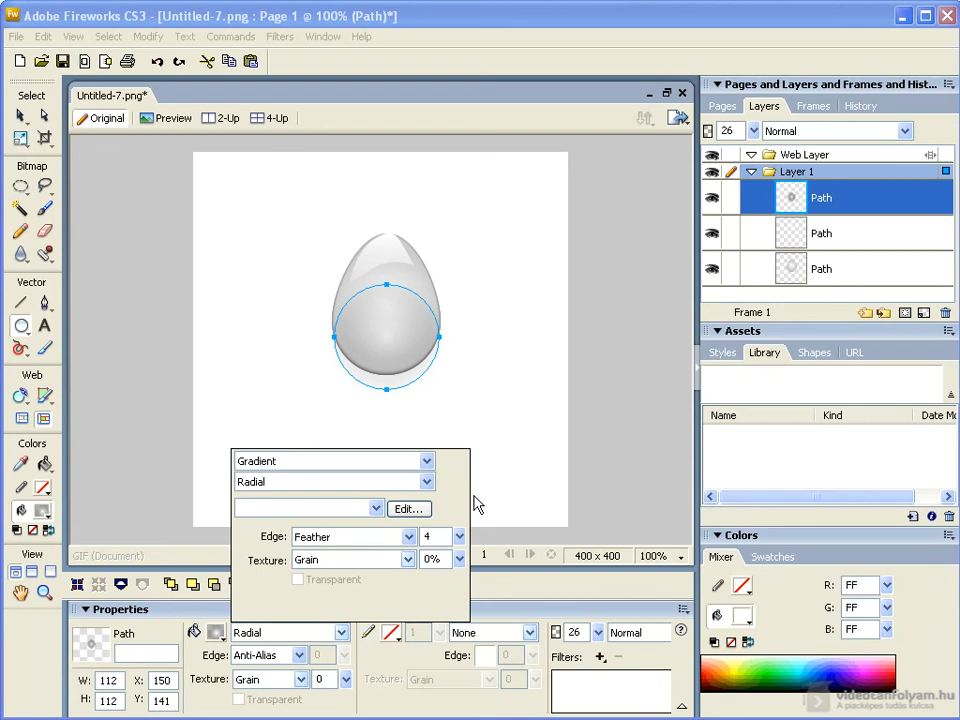 Adobe Fireworks CS3 - [Untitled-7.png : Page 1 @ 100% (Path)*]
File Edit View Select Modify Text Commands Filters Window Help
Select
Bitmap
Vector
A
Web
Colors
View
Untitled-7.png*
Original Preview 2-Up 4-Up
Gradient
Radial
Edit...
Edge: Feather 4
Texture: Grain 0%
Transparent
GIF (Document)
1 400 x 400 100%
Properties
Path
W: 112 X: 150
H: 112 Y: 141
Radial
Edge: Anti-Alias 0
Texture: Grain 0
Transparent
1 None
Edge: 0
Texture: Grain 0
26 Normal
Filters:
Pages and Layers and Frames and Hist...
Pages Layers Frames History
26 Normal
Web Layer
Layer 1
Path
Path
Path
Frame 1
Assets
Styles Library Shapes URL
Name Kind Date Mo
Colors
Mixer Swatches
R: FF
G: FF
B: FF
videotanfolyam.hu
A piacképes tudás kulcsa